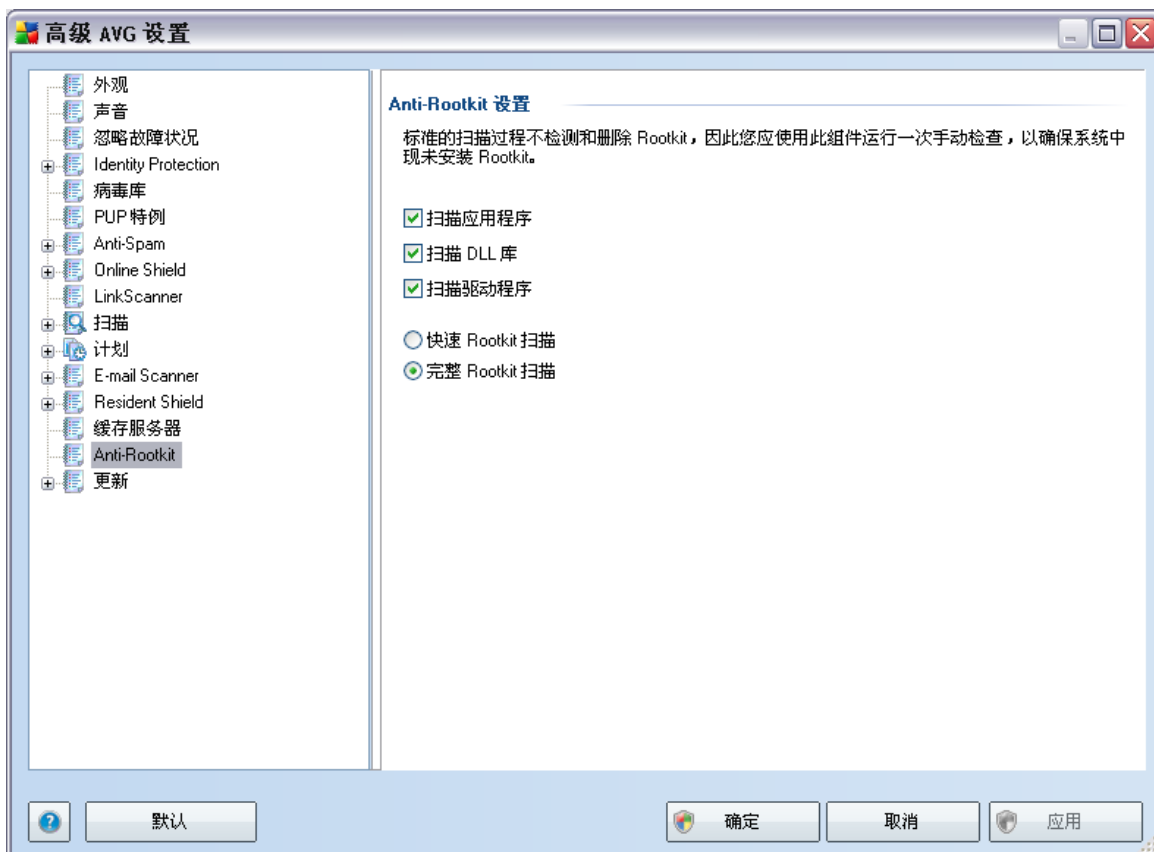 高级 AVG 设置
外观
声音
忽略故障状况
Identity Protection
病毒库
PUP 特例
Anti-Spam
Online Shield
LinkScanner
扫描
计划
E-mail Scanner
Resident Shield
缓存服务器
Anti-Rootkit
更新
Anti-Rootkit 设置
标准的扫描过程不检测和删除 Rootkit，因此您应使用此组件运行一次手动检查，以确保系统中
现未安装 Rootkit。
扫描应用程序
扫描 DLL 库
扫描驱动程序
快速 Rootkit 扫描
完整 Rootkit 扫描
默认
确定
取消
应用